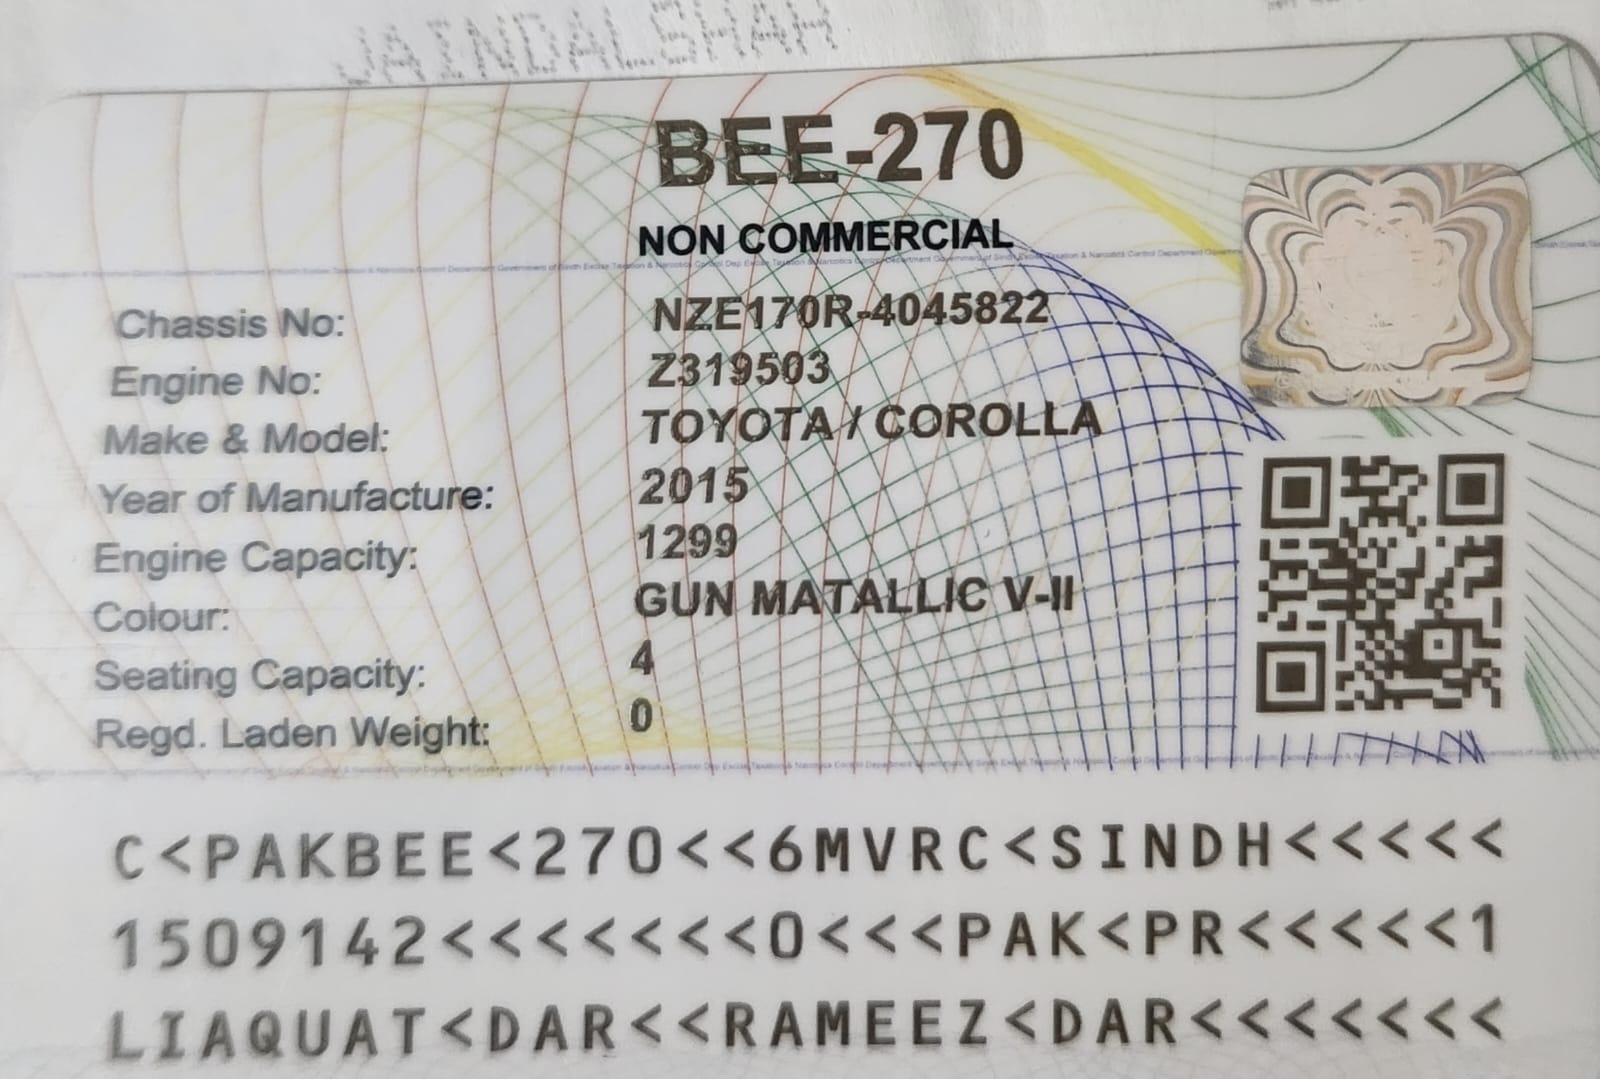 BEE-270
NON COMMERCIAL
Chassis No: NZE170R-4045822
Engine No: Z319503
Make & Model: TOYOTA / COROLLA
Year of Manufacture: 2015
Engine Capacity: 1299
Colour: GUN MATALLIC V-II
Seating Capacity: 4
Regd. Laden Weight: 0
C<PAKBEE<270<<6MVRC<SINDH<<<<<
1509142<<<<<<<0<<<PAK<PR<<<<<1
LIAQUAT<DAR<<RAMEEZ<DAR<<<<<<<